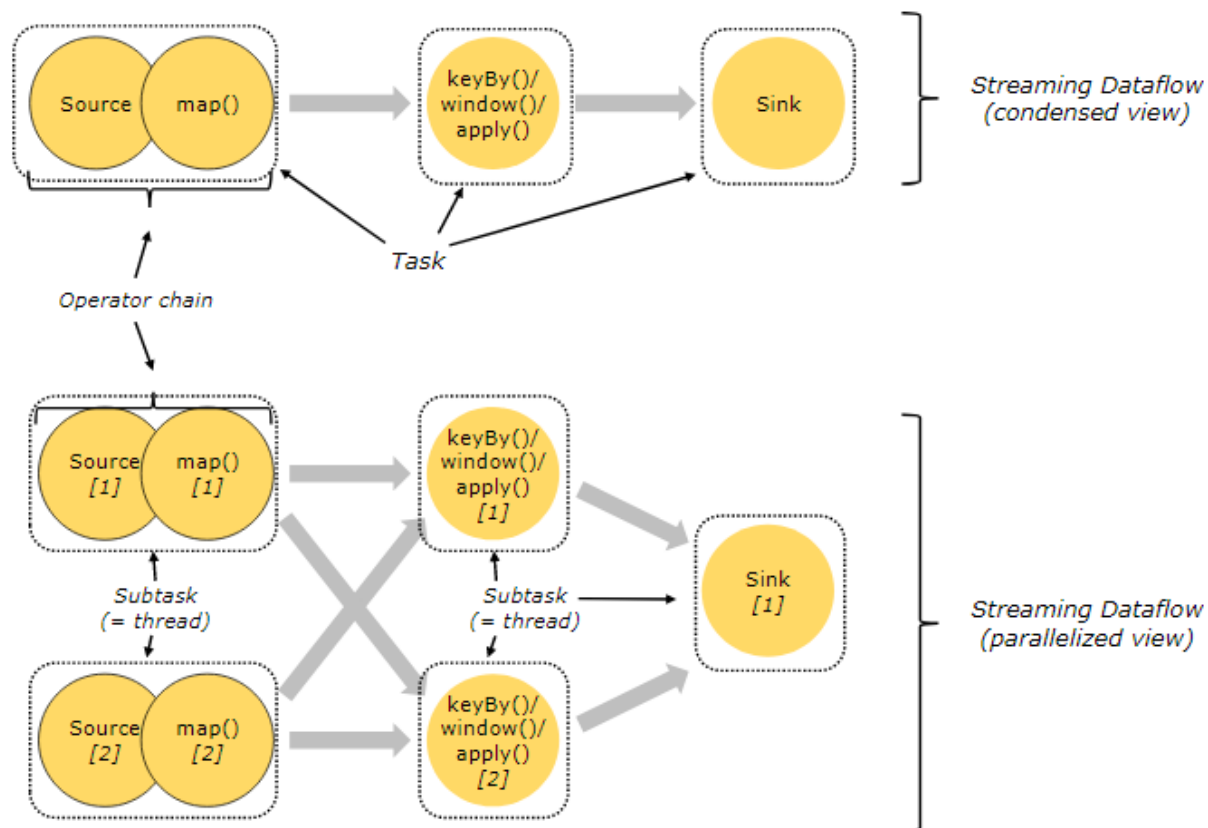 Source
map()
keyBy()/
window()/
apply()
Sink
Streaming Dataflow
(condensed view)
Task
Operator chain
Source
[1]
map()
[1]
keyBy()/
window()/
apply()
[1]
Subtask
(= thread)
Subtask
(= thread)
Sink
[1]
Streaming Dataflow
(parallelized view)
Source
[2]
map()
[2]
keyBy()/
window()/
apply()
[2]